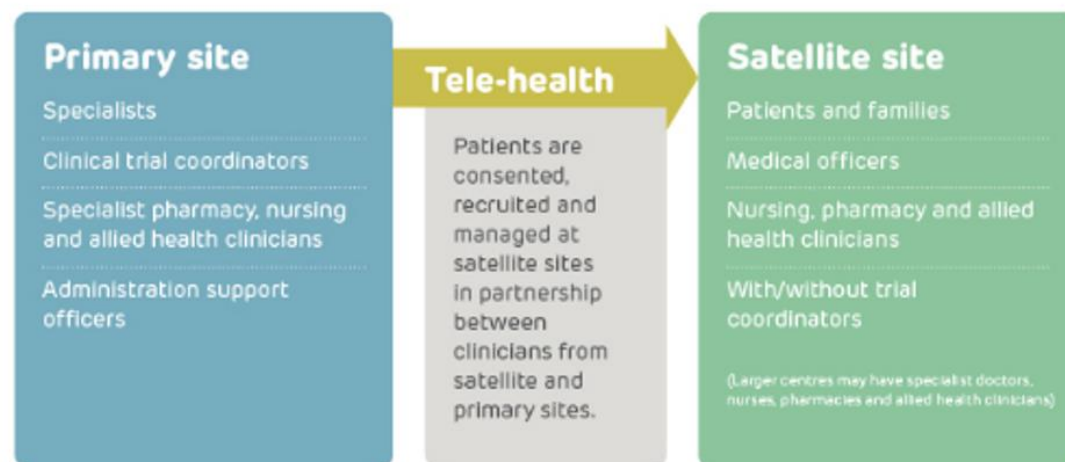 Primary site
Specialists
Clinical trial coordinators
Specialist pharmacy, nursing
and allied health clinicians
Administration support
officers
Tele-health
Patients are
consented,
recruited and
managed at
satellite sites
in partnership
between
clinicians from
satellite and
primary sites.
Satellite site
Patients and families
Medical officers
Nursing, pharmacy and allied
health clinicians
With/without trial
coordinators
(Larger centres may have specialist doctors,
nurses, pharmacies and allied health clinicians)